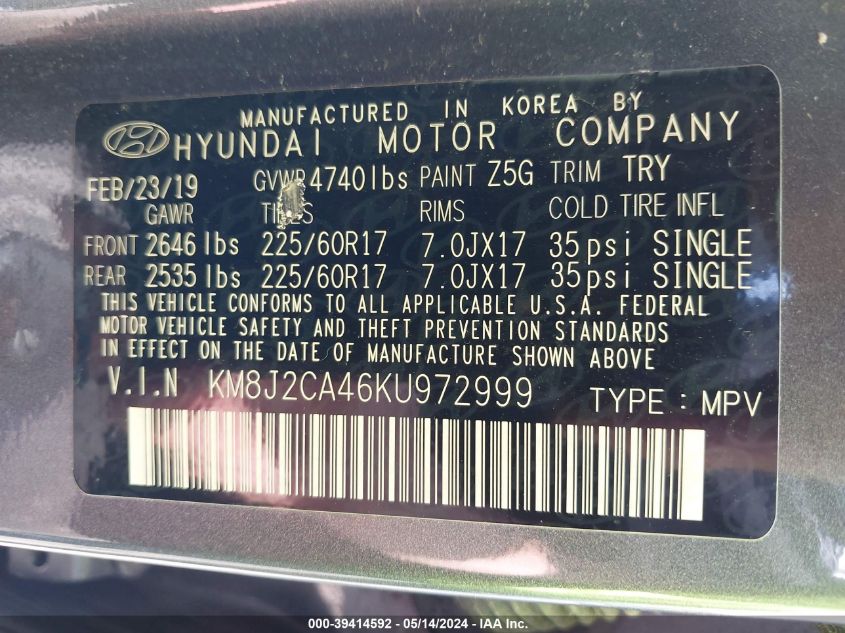 MANUFACTURED IN KOREA BY
HYUNDAI MOTOR COMPANY
FEB/23/19 GVWR 4740lbs PAINT Z5G TRIM TRY
GAWR TIRES RIMS COLD TIRE INFL
FRONT 2646 lbs 225/60R17 7.0JX17 35psi SINGLE
REAR 2535 lbs 225/60R17 7.0JX17 35psi SINGLE
THIS VEHICLE CONFORMS TO ALL APPLICABLE U.S.A. FEDERAL
MOTOR VEHICLE SAFETY AND THEFT PREVENTION STANDARDS
IN EFFECT ON THE DATE OF MANUFACTURE SHOWN ABOVE
V.I.N KM8J2CA46KU972999 TYPE : MPV
000-39414592 - 05/14/2024 - IAA Inc.